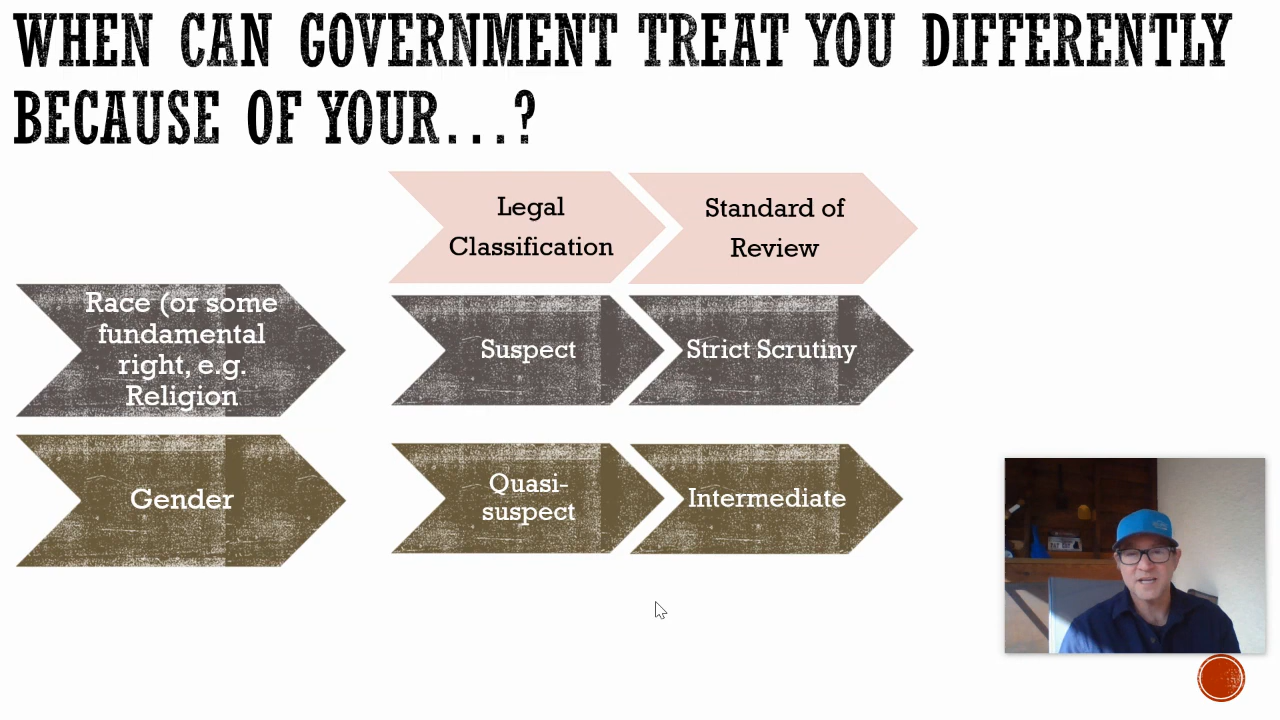 WHEN CAN GOVERNMENT TREAT YOU DIFFERENTLY
BECAUSE OF YOUR...?
Legal
Classification
Standard of
Review
Race (or some
fundamental
right, e.g.
Religion
Suspect
Strict Scrutiny
Gender
Quasi-
suspect
Intermediate